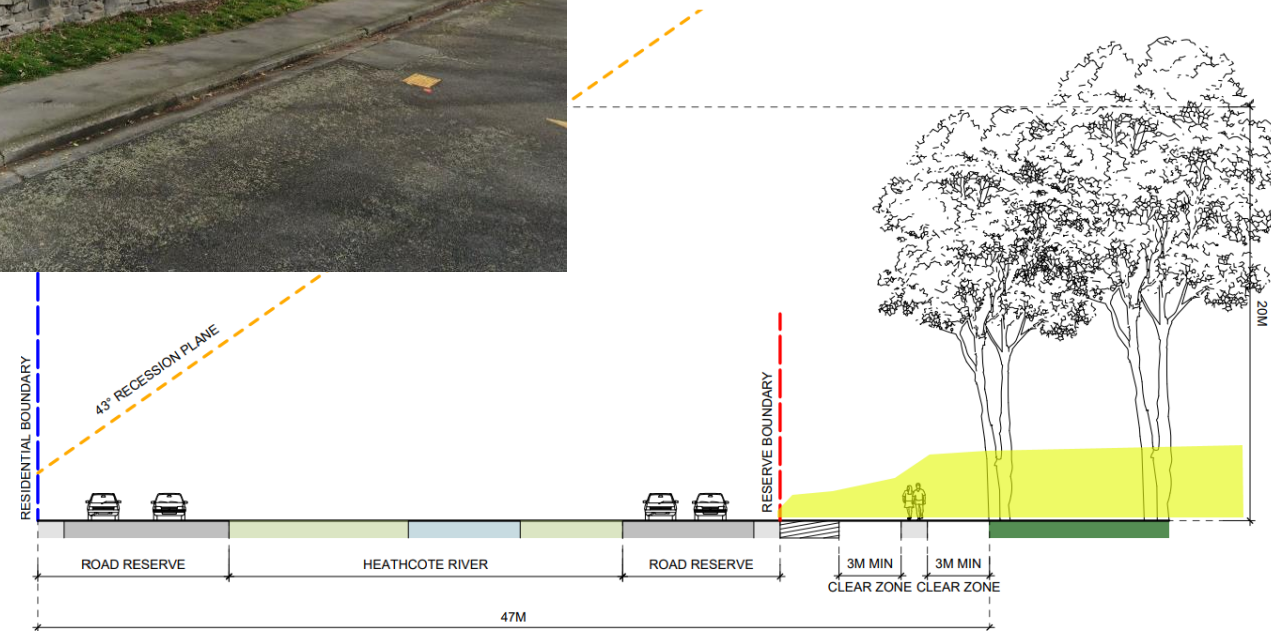 20M
43° RECESSION PLANE
RESIDENTIAL BOUNDARY
RESERVE BOUNDARY
ROAD RESERVE
HEATHCOTE RIVER
ROAD RESERVE
3M MIN
CLEAR ZONE
3M MIN
CLEAR ZONE
47M